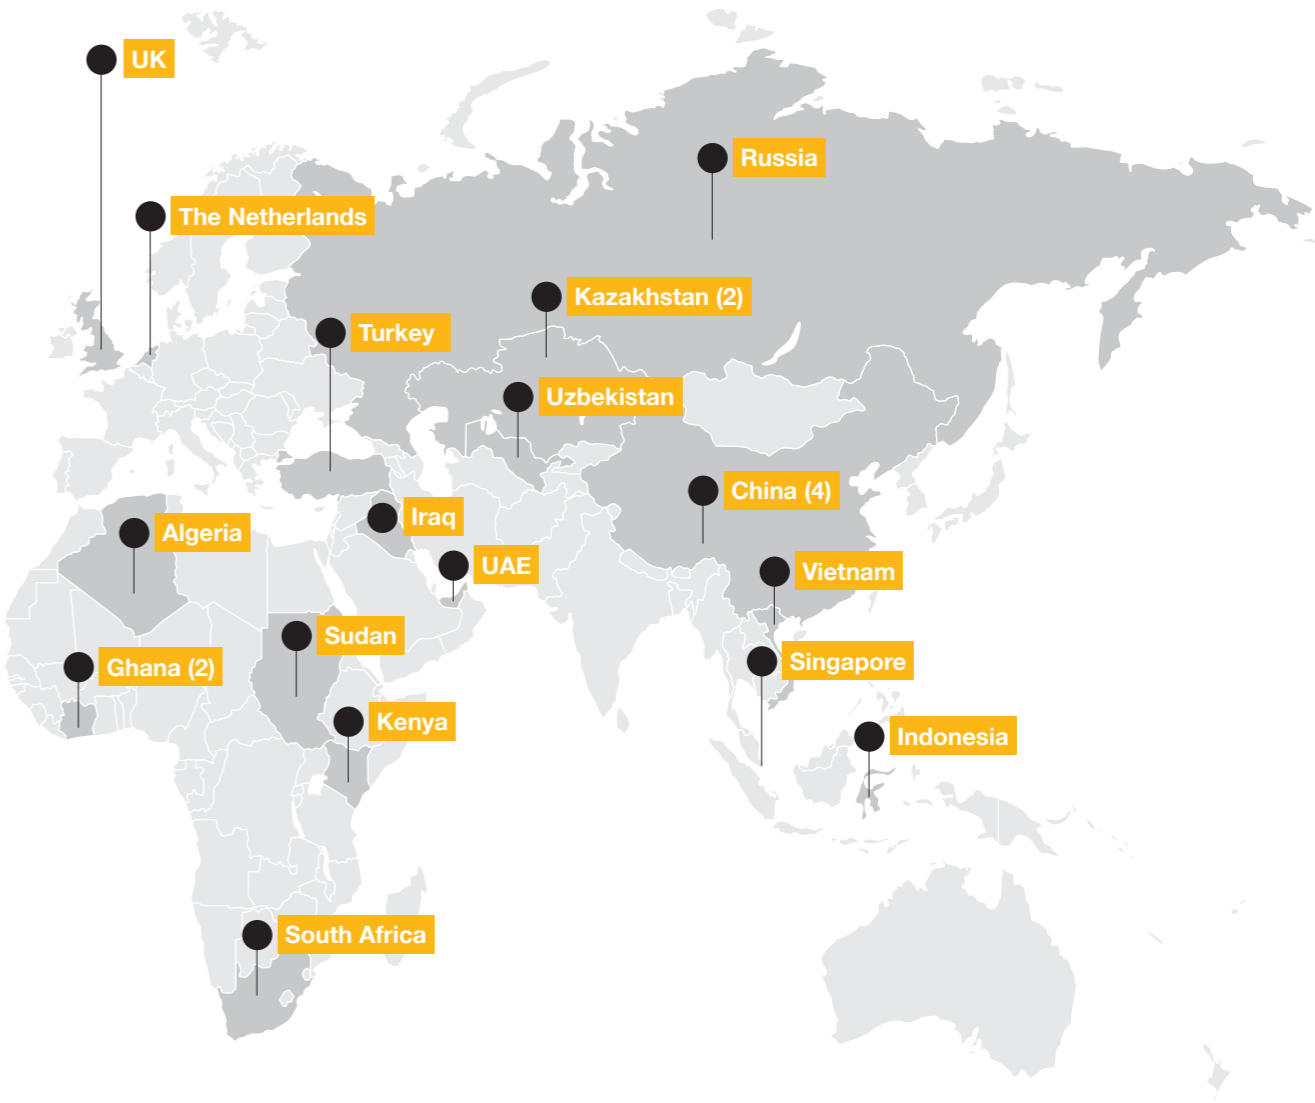 UK
Russia
The Netherlands
Kazakhstan (2)
Turkey
Uzbekistan
China (4)
Iraq
Algeria
UAE
Vietnam
Sudan
Singapore
Ghana (2)
Kenya
Indonesia
South Africa